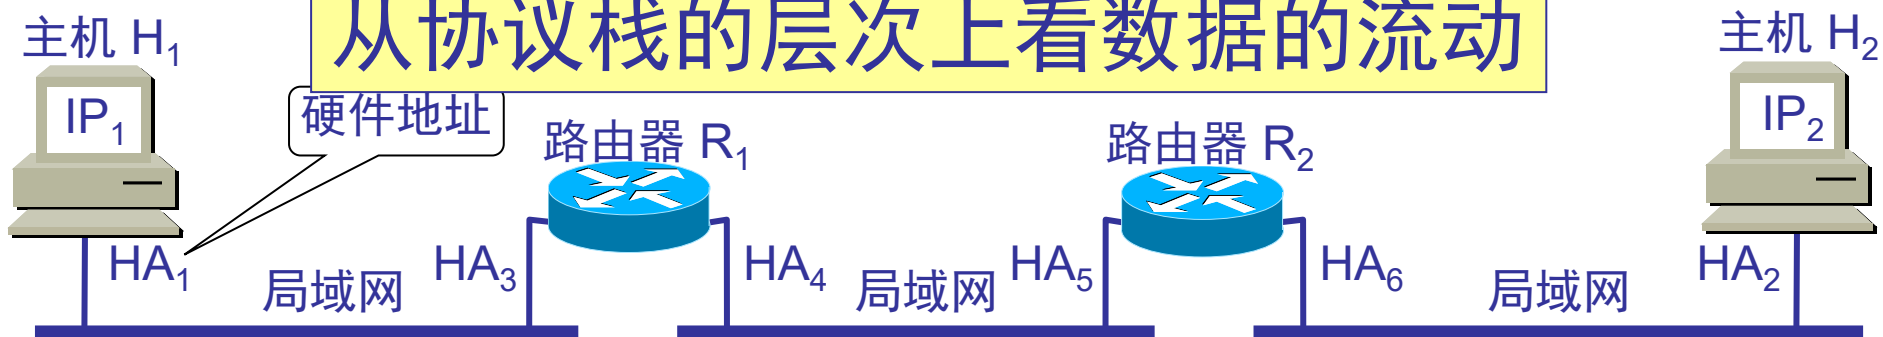 从协议栈的层次上看数据的流动
主机 H₁
主机 H₂
IP₁
硬件地址
路由器 R₁
路由器 R₂
IP₂
HA₁
局域网
HA₃
HA₄
局域网
HA₅
HA₆
局域网
HA₂